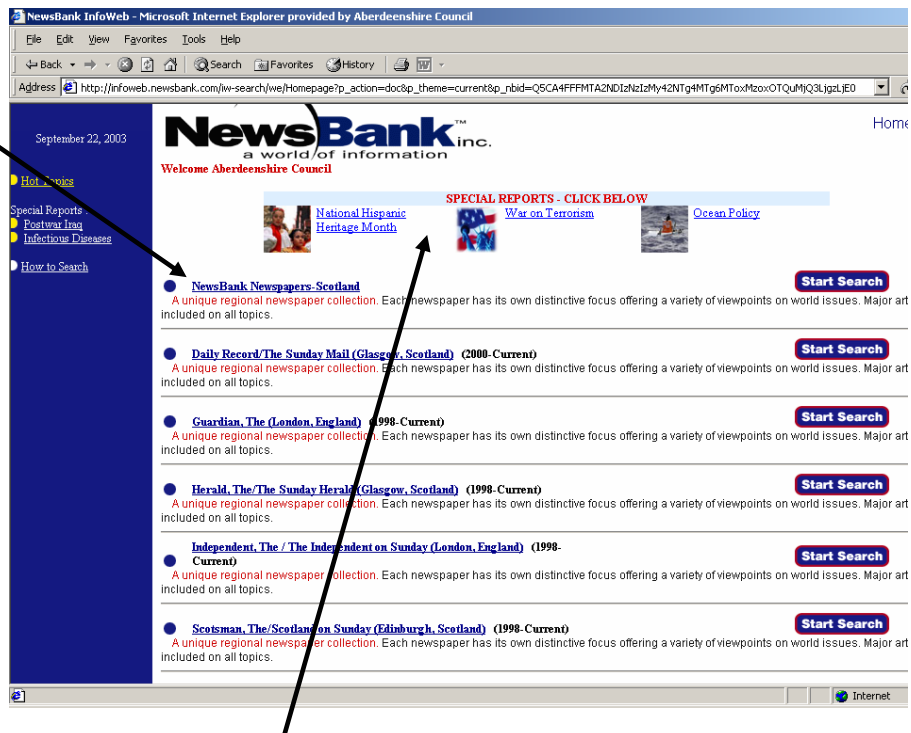 NewsBank InfoWeb - Microsoft Internet Explorer provided by Aberdeenshire Council
File Edit View Favorites Tools Help
Back Search Favorites History
Address http://infoweb.newsbank.com/iw-search/we/Homepage?p_action=doc&p_theme=current&p_nbid=Q5CA4FFFMTA2NDIzNzIzMy42NTg4MTg6MToxMzoxOTQuMjQ3LjgzLjE0
September 22, 2003
NewsBank™ inc.
a world of information
Home
Welcome Aberdeenshire Council
Hot Topics
Special Reports :
Postwar Iraq
Infectious Diseases
How to Search
SPECIAL REPORTS - CLICK BELOW
National Hispanic
Heritage Month
War on Terrorism
Ocean Policy
NewsBank Newspapers-Scotland Start Search
A unique regional newspaper collection. Each newspaper has its own distinctive focus offering a variety of viewpoints on world issues. Major art
included on all topics.
Daily Record/The Sunday Mail (Glasgow, Scotland) (2000-Current) Start Search
A unique regional newspaper collection. Each newspaper has its own distinctive focus offering a variety of viewpoints on world issues. Major art
included on all topics.
Guardian, The (London, England) (1998-Current) Start Search
A unique regional newspaper collection. Each newspaper has its own distinctive focus offering a variety of viewpoints on world issues. Major art
included on all topics.
Herald, The/The Sunday Herald (Glasgow, Scotland) (1998-Current) Start Search
A unique regional newspaper collection. Each newspaper has its own distinctive focus offering a variety of viewpoints on world issues. Major art
included on all topics.
Independent, The / The Independent on Sunday (London, England) (1998-
Current) Start Search
A unique regional newspaper collection. Each newspaper has its own distinctive focus offering a variety of viewpoints on world issues. Major art
included on all topics.
Scotsman, The/Scotland on Sunday (Edinburgh, Scotland) (1998-Current) Start Search
A unique regional newspaper collection. Each newspaper has its own distinctive focus offering a variety of viewpoints on world issues. Major art
included on all topics.
Internet